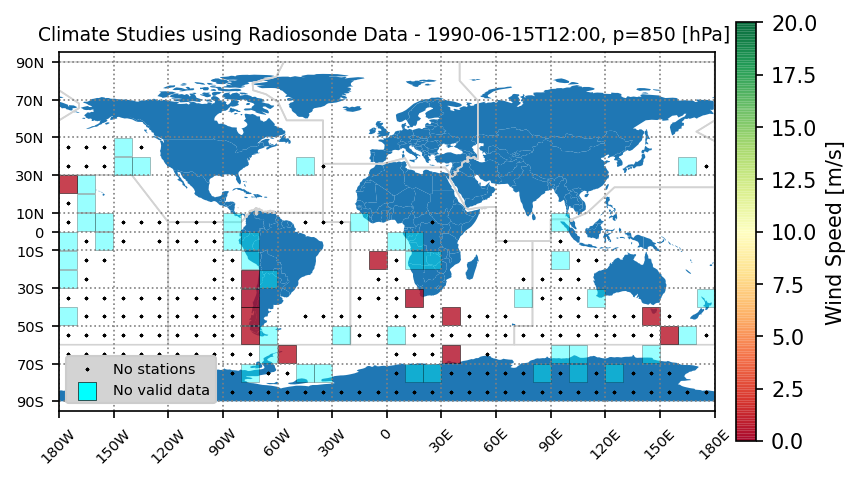 Climate Studies using Radiosonde Data - 1990-06-15T12:00, p=850 [hPa]
90N
70N
50N
30N
10N
0
10S
30S
50S
70S
90S
No stations
No valid data
180W
150W
120W
90W
60W
30W
0
30E
60E
90E
120E
150E
180E
20.0
17.5
15.0
12.5
10.0
7.5
5.0
2.5
0.0
Wind Speed [m/s]